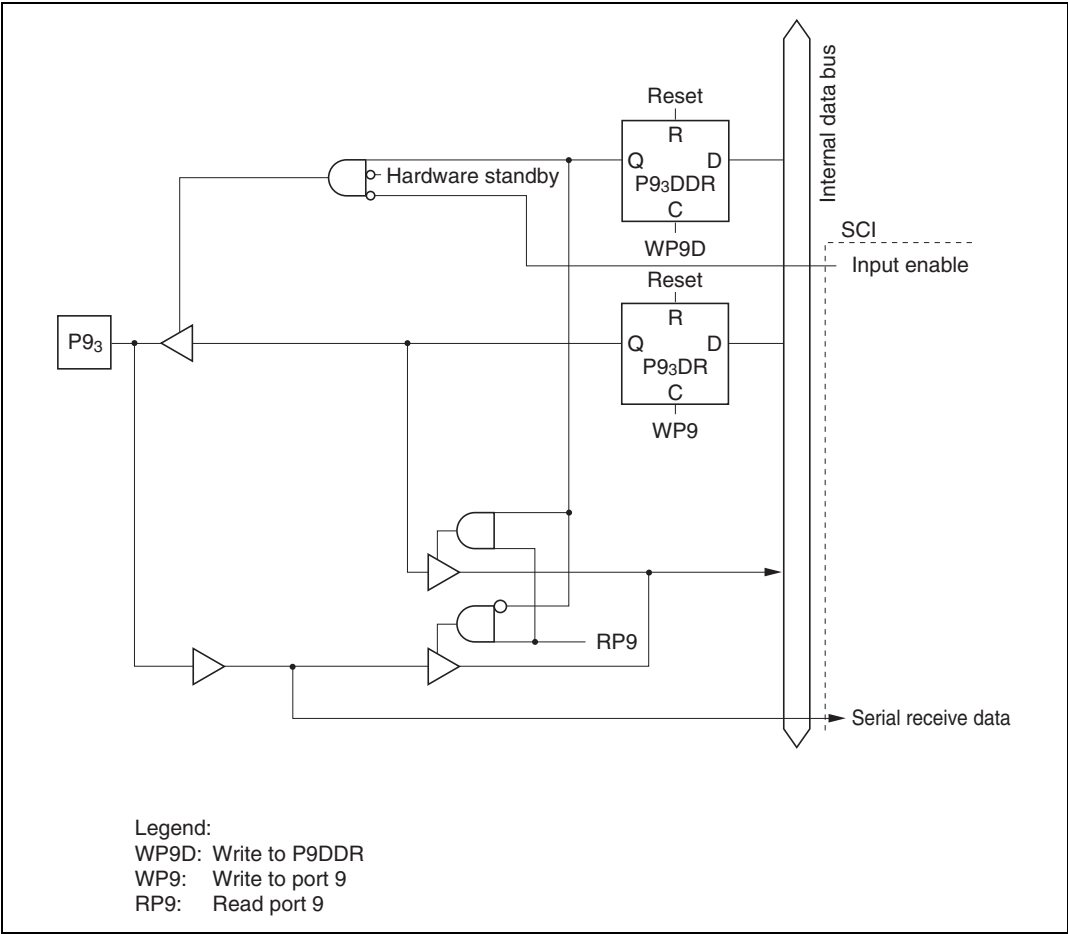 Reset
R
Q D
P93DDR
C
WP9D
Hardware standby
Internal data bus
SCI
Input enable
Reset
R
Q D
P93DR
C
WP9
P93
RP9
Serial receive data
Legend:
WP9D: Write to P9DDR
WP9: Write to port 9
RP9: Read port 9